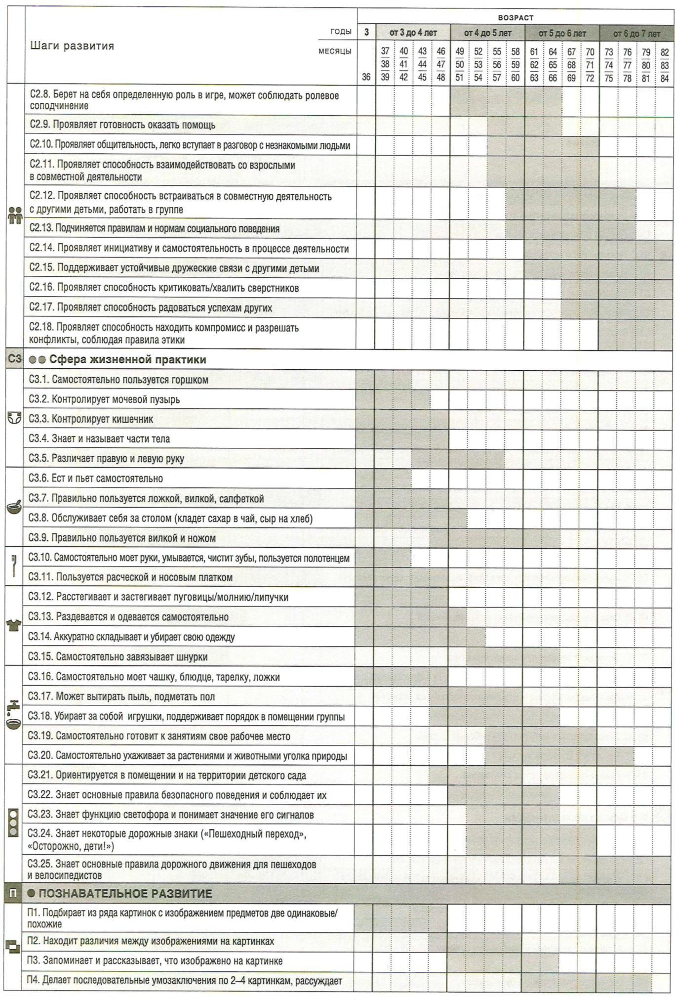 ВОЗРАСТ
ГОДЫ 3 от 3 до 4 лет от 4 до 5 лет от 5 до 6 лет от 6 до 7 лет
Шаги развития
МЕСЯЦЫ 37 40 43 46 49 52 55 58 61 64 67 70 73 76 79 82
38 41 44 47 50 53 56 59 62 65 68 71 74 77 80 83
36 39 42 45 48 51 54 57 60 63 66 69 72 75 78 81 84
С2.8. Берет на себя определенную роль в игре, может соблюдать ролевое
соподчинение
С2.9. Проявляет готовность оказать помощь
С2.10. Проявляет общительность, легко вступает в разговор с незнакомыми людьми
С2.11. Проявляет способность взаимодействовать со взрослыми
в совместной деятельности
С2.12. Проявляет способность встраиваться в совместную деятельность
с другими детьми, работать в группе
С2.13. Подчиняется правилам и нормам социального поведения
С2.14. Проявляет инициативу и самостоятельность в процессе деятельности
С2.15. Поддерживает устойчивые дружеские связи с другими детьми
С2.16. Проявляет способность критиковать/хвалить сверстников
С2.17. Проявляет способность радоваться успехам других
С2.18. Проявляет способность находить компромисс и разрешать
конфликты, соблюдая правила этики
С3 Сфера жизненной практики
С3.1. Самостоятельно пользуется горшком
С3.2. Контролирует мочевой пузырь
С3.3. Контролирует кишечник
С3.4. Знает и называет части тела
С3.5. Различает правую и левую руку
С3.6. Ест и пьет самостоятельно
С3.7. Правильно пользуется ложкой, вилкой, салфеткой
С3.8. Обслуживает себя за столом (кладет сахар в чай, сыр на хлеб)
С3.9. Правильно пользуется вилкой и ножом
С3.10. Самостоятельно моет руки, умывается, чистит зубы, пользуется полотенцем
С3.11. Пользуется расческой и носовым платком
С3.12. Расстегивает и застегивает пуговицы/молнию/липучки
С3.13. Раздевается и одевается самостоятельно
С3.14. Аккуратно складывает и убирает свою одежду
С3.15. Самостоятельно завязывает шнурки
С3.16. Самостоятельно моет чашку, блюдце, тарелку, ложки
С3.17. Может вытирать пыль, подметать пол
С3.18. Убирает за собой игрушки, поддерживает порядок в помещении группы
С3.19. Самостоятельно готовит к занятиям свое рабочее место
С3.20. Самостоятельно ухаживает за растениями и животными уголка природы
С3.21. Ориентируется в помещении и на территории детского сада
С3.22. Знает основные правила безопасного поведения и соблюдает их
С3.23. Знает функцию светофора и понимает значение его сигналов
С3.24. Знает некоторые дорожные знаки («Пешеходный переход»,
«Осторожно, дети!»)
С3.25. Знает основные правила дорожного движения для пешеходов
и велосипедистов
П ПОЗНАВАТЕЛЬНОЕ РАЗВИТИЕ
П1. Подбирает из ряда картинок с изображением предметов две одинаковые/
похожие
П2. Находит различия между изображениями на картинках
П3. Запоминает и рассказывает, что изображено на картинке
П4. Делает последовательные умозаключения по 2–4 картинкам, рассуждает